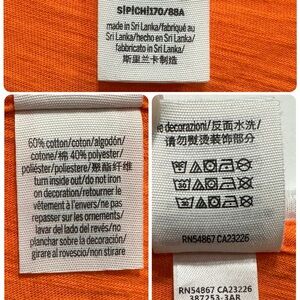 SIPICHI170/88A
made in Sri Lanka/fabriqué au
Sri Lanka/hecho en Sri Lanka/
fabbricato in Sri Lanka/
斯里兰卡制造
60% cotton/coton/algodón/
cotone/棉 40% polyester/
poliéster/poliestere/聚酯纤维
turn inside out/do not iron
on decoration/retourner le
vêtement à l'envers/ne pas
repasser sur les ornements/
lavar del lado del revés/no
planchar sobre la decoración/
girare al rovescio/non stirare
le decorazioni/反面水洗/
请勿熨烫装饰部分
RN54867 CA23226
RN54867 CA23226
387253-3AR